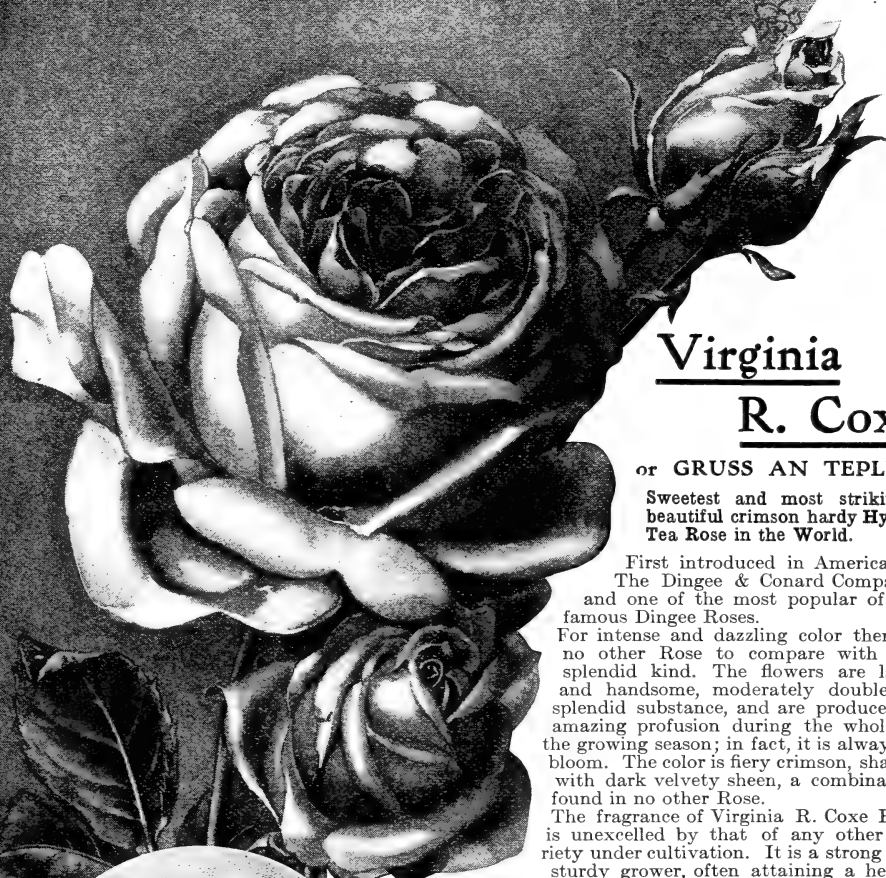 Virginia
R. Cox
or GRUSS AN TEPL
Sweetest and most striki
beautiful crimson hardy Hy
Tea Rose in the World.
First introduced in America
The Dingee & Conard Compa
and one of the most popular of
famous Dingee Roses.
For intense and dazzling color ther
no other Rose to compare with
splendid kind. The flowers are l
and handsome, moderately double
splendid substance, and are produce
amazing profusion during the whol
the growing season; in fact, it is alway
bloom. The color is fiery crimson, sha
with dark velvety sheen, a combina
found in no other Rose.
The fragrance of Virginia R. Coxe R
is unexcelled by that of any other
riety under cultivation. It is a strong
sturdy grower, often attaining a he